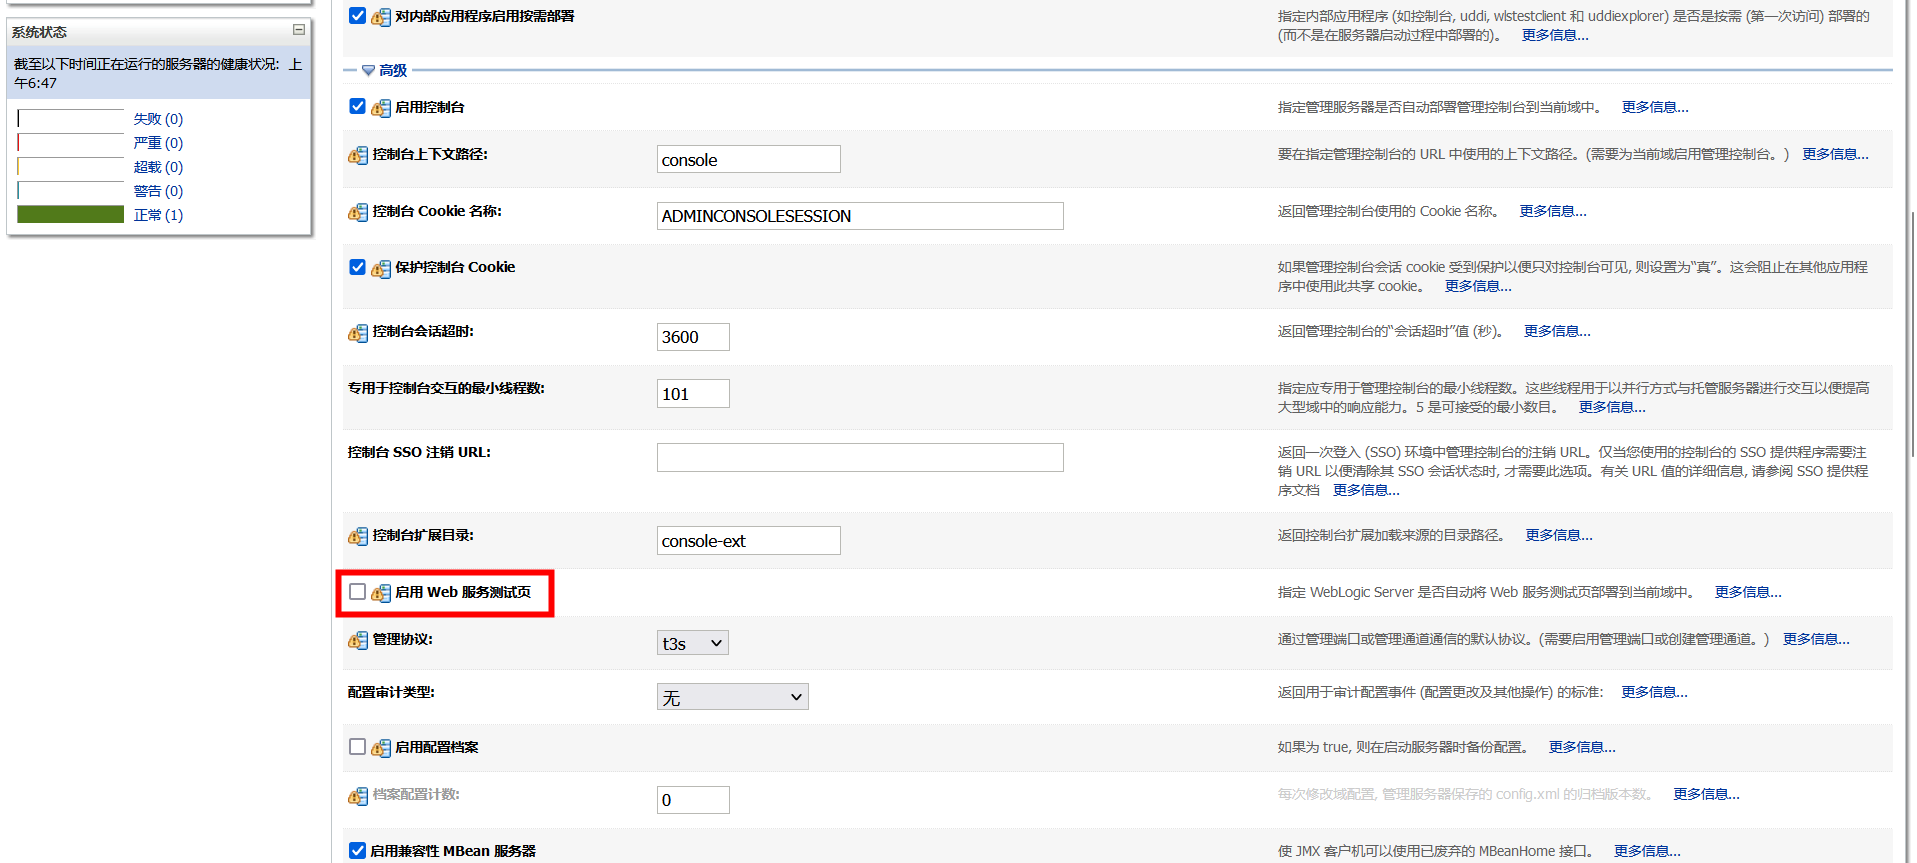 系统状态
截至以下时间正在运行的服务器的健康状况: 上
午6:47
失败 (0)
严重 (0)
超载 (0)
警告 (0)
正常 (1)
对内部应用程序启用按需部署
指定内部应用程序 (如控制台, uddi, wlstestclient 和 uddiexplorer) 是否是按需 (第一次访问) 部署的
(而不是在服务器启动过程中部署的)。 更多信息...
高级
启用控制台
指定管理服务器是否自动部署管理控制台到当前域中。 更多信息...
控制台上下文路径:
console
要在指定管理控制台的 URL 中使用的上下文路径。(需要为当前域启用管理控制台。) 更多信息...
控制台 Cookie 名称:
ADMINCONSOLESESSION
返回管理控制台使用的 Cookie 名称。 更多信息...
保护控制台 Cookie
如果管理控制台会话 cookie 受到保护以便只对控制台可见, 则设置为“真”。这会阻止在其他应用程
序中使用此共享 cookie。 更多信息...
控制台会话超时:
3600
返回管理控制台的“会话超时”值 (秒)。 更多信息...
专用于控制台交互的最小线程数:
101
指定应专用于管理控制台的最小线程数。这些线程用于以并行方式与托管服务器进行交互以便提高
大型域中的响应能力。5 是可接受的最小数目。 更多信息...
控制台 SSO 注销 URL:
返回一次登入 (SSO) 环境中管理控制台的注销 URL。仅当您使用的控制台的 SSO 提供程序需要注
销 URL 以便清除其 SSO 会话状态时, 才需要此选项。有关 URL 值的详细信息, 请参阅 SSO 提供程
序文档 更多信息...
控制台扩展目录:
console-ext
返回控制台扩展加载来源的目录路径。 更多信息...
启用 Web 服务测试页
指定 WebLogic Server 是否自动将 Web 服务测试页部署到当前域中。 更多信息...
管理协议:
t3s
通过管理端口或管理通道通信的默认协议。(需要启用管理端口或创建管理通道。) 更多信息...
配置审计类型:
无
返回用于审计配置事件 (配置更改及其他操作) 的标准: 更多信息...
启用配置档案
如果为 true, 则在启动服务器时备份配置。 更多信息...
档案配置计数:
0
每次修改域配置, 管理服务器保存的 config.xml 的归档版本数。 更多信息...
启用兼容性 MBean 服务器
使 JMX 客户机可以使用已废弃的 MBeanHome 接口。 更多信息...